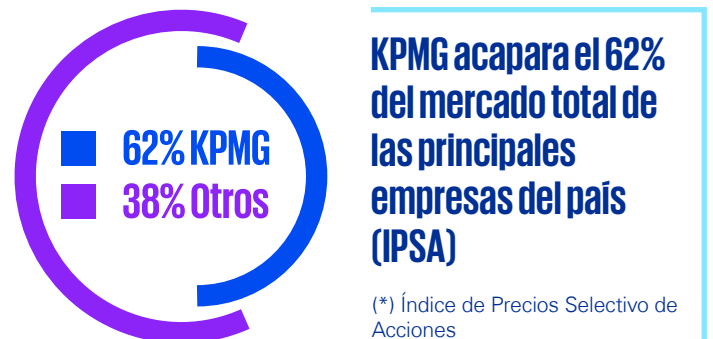 62% KPMG
38% Otros
KPMG acapara el 62%
del mercado total de
las principales
empresas del país
(IPSA)
(*) Índice de Precios Selectivo de
Acciones